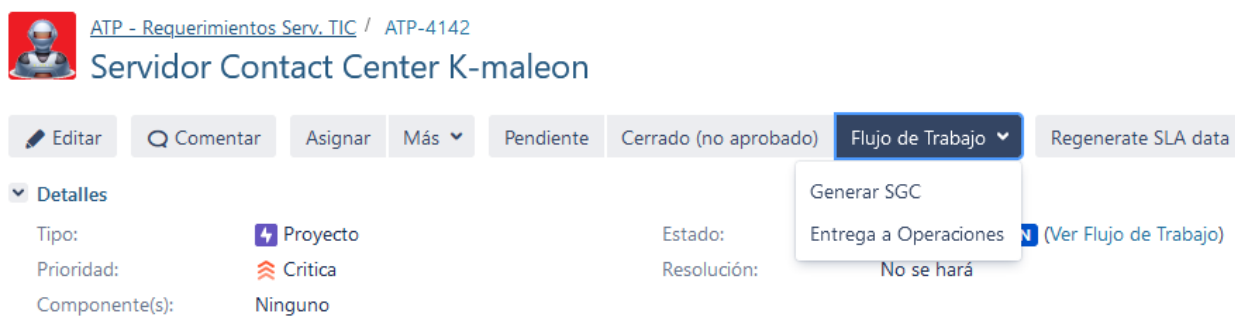 ATP - Requerimientos Serv. TIC / ATP-4142
Servidor Contact Center K-maleon
Editar Comentar Asignar Más Pendiente Cerrado (no aprobado) Flujo de Trabajo Regenerate SLA data
Generar SGC
Entrega a Operaciones
Detalles
Tipo: Proyecto Estado: N (Ver Flujo de Trabajo)
Prioridad: Critica Resolución: No se hará
Componente(s): Ninguno